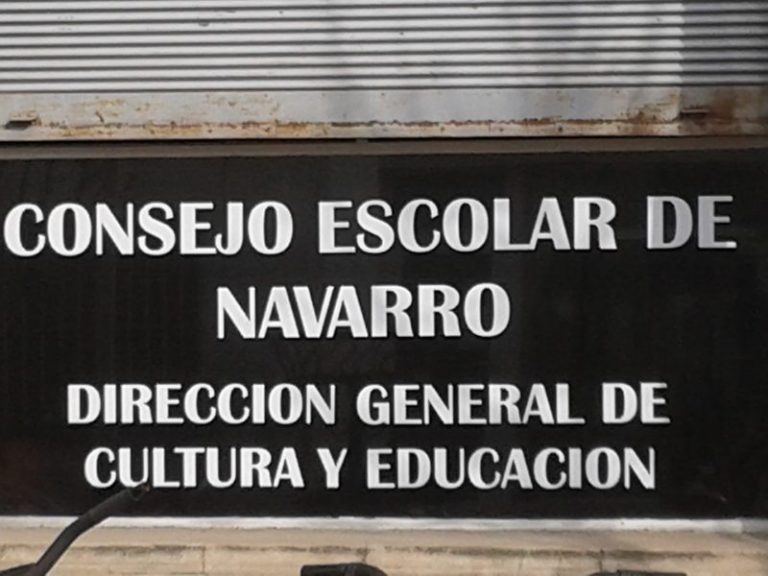 CONSEJO ESCOLAR DE
NAVARRO
DIRECCION GENERAL DE
CULTURA Y EDUCACION